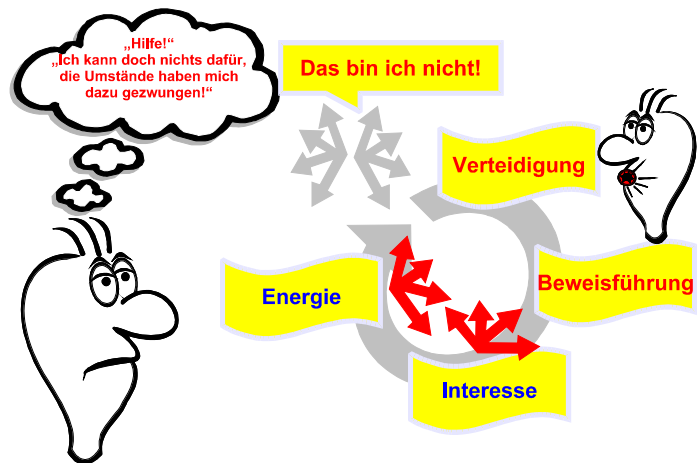 „Hilfe!“
„Ich kann doch nichts dafür,
die Umstände haben mich
dazu gezwungen!“
Das bin ich nicht!
Verteidigung
Beweisführung
Energie
Interesse